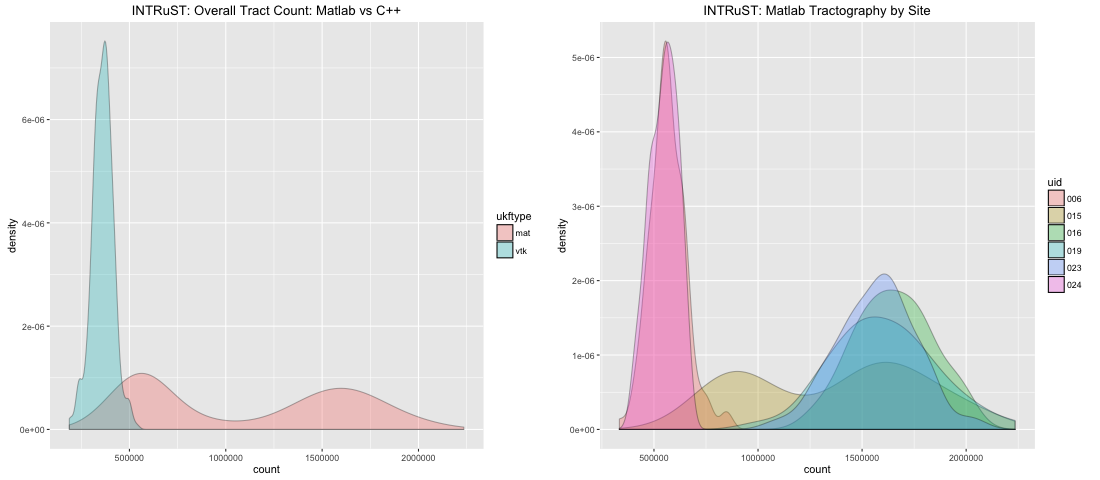 INTRuST: Overall Tract Count: Matlab vs C++
6e-06
4e-06
2e-06
0e+00
density
500000
1000000
1500000
2000000
count
ukftype
mat
vtk
INTRuST: Matlab Tractography by Site
5e-06
4e-06
3e-06
2e-06
1e-06
0e+00
density
500000
1000000
1500000
2000000
count
uid
006
015
016
019
023
024